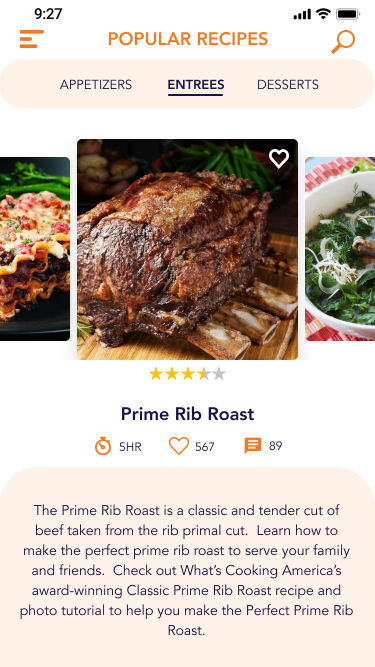 9:27
POPULAR RECIPES
APPETIZERS ENTREES DESSERTS
Prime Rib Roast
5HR 567 89
The Prime Rib Roast is a classic and tender cut of
beef taken from the rib primal cut.  Learn how to
make the perfect prime rib roast to serve your family
and friends.  Check out What's Cooking America's
award-winning Classic Prime Rib Roast recipe and
photo tutorial to help you make the Perfect Prime Rib
Roast.